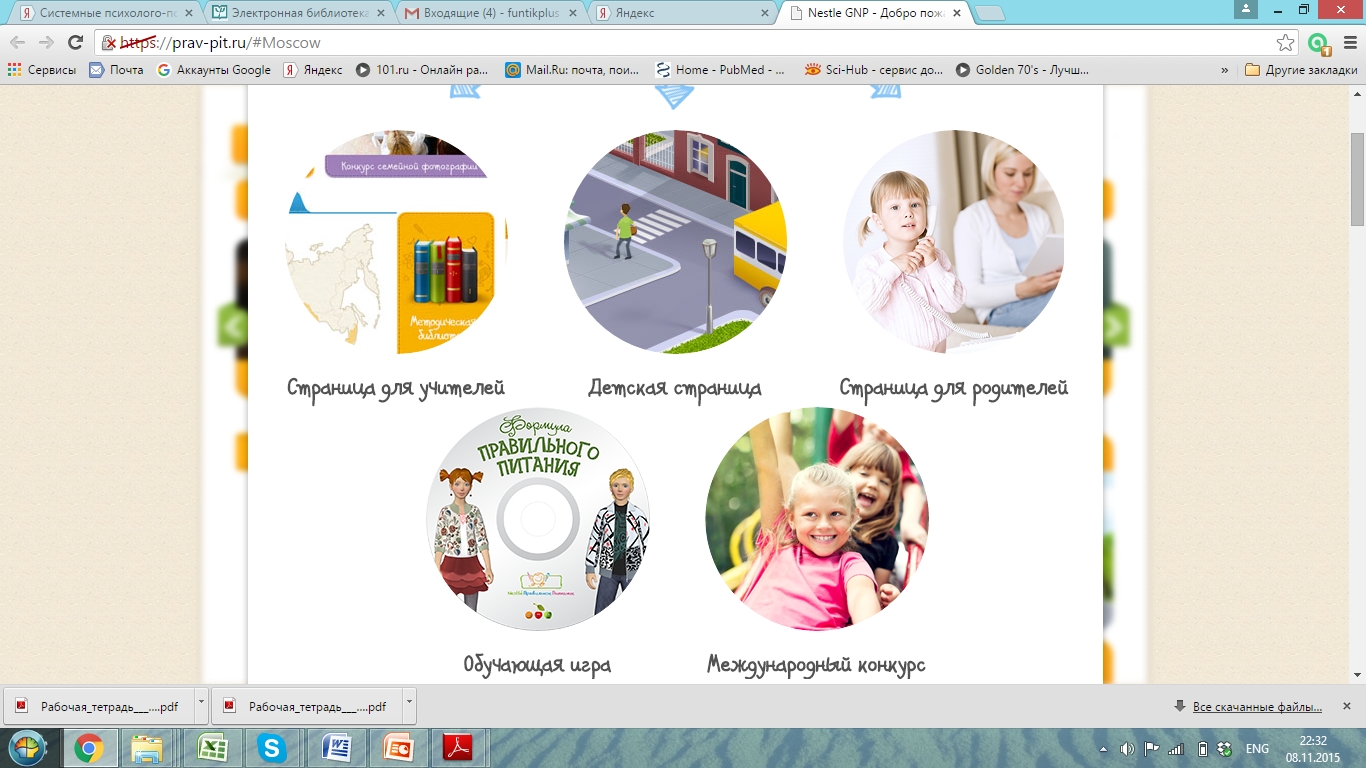 Системные психолого-п
Электронная библиотека
Входящие (4) - funtikplus
Яндекс
Nestle GNP - Добро пожа
https://prav-pit.ru/#Moscow
Сервисы
Почта
Аккаунты Google
Яндекс
101.ru - Онлайн ра...
Mail.Ru: почта, пои...
Home - PubMed - ...
Sci-Hub - сервис до...
Golden 70's - Лучш...
»
Другие закладки
Конкурс семейной фотографии
Методическая
библиот
Страница для учителей
Детская страница
Страница для родителей
Формула
ПРАВИЛЬНОГО
ПИТАНИЯ
Обучающая игра
Международный конкурс
Рабочая_тетрадь___....pdf
Рабочая_тетрадь___....pdf
Все скачанные файлы...
ENG
22:32
08.11.2015